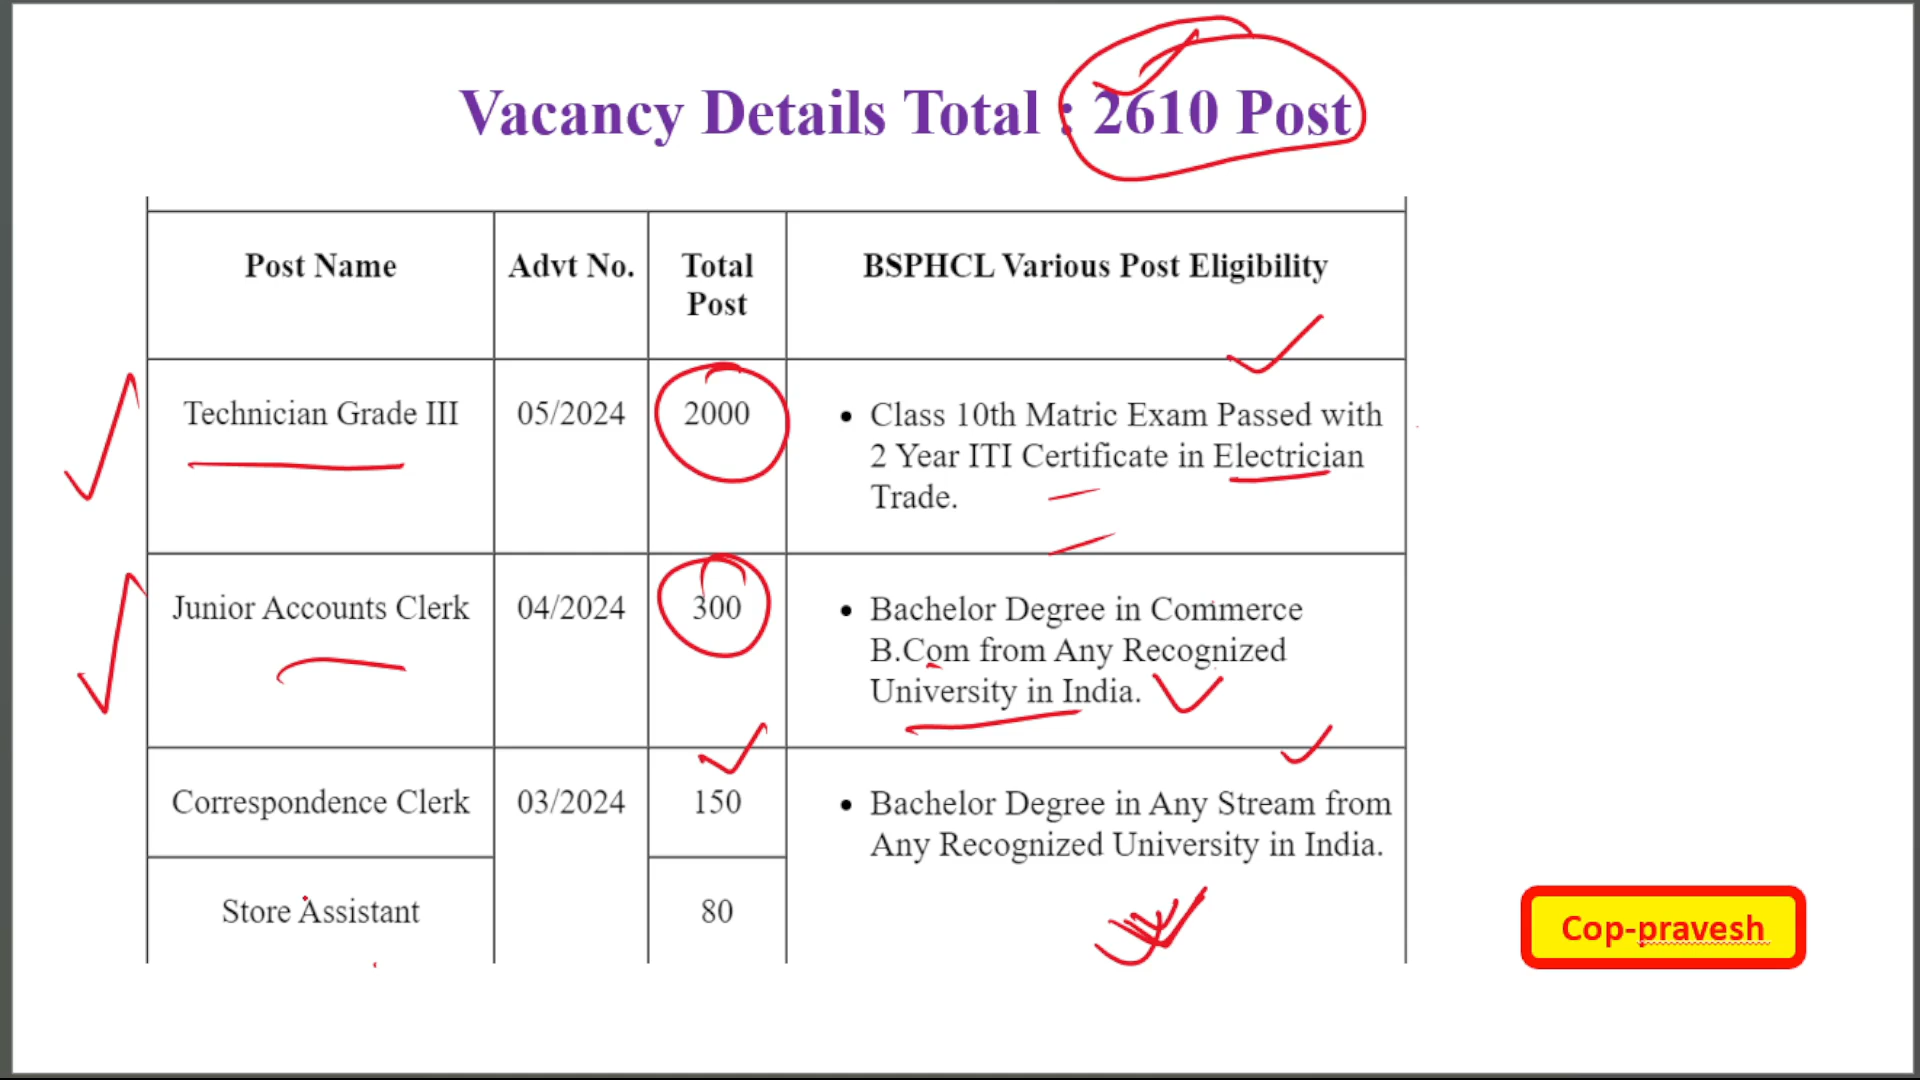 Vacancy Details Total : 2610 Post
Post Name
Advt No.
Total
Post
BSPHCL Various Post Eligibility
Technician Grade III
05/2024
2000
• Class 10th Matric Exam Passed with
2 Year ITI Certificate in Electrician
Trade.
Junior Accounts Clerk
04/2024
300
• Bachelor Degree in Commerce
B.Com from Any Recognized
University in India.
Correspondence Clerk
03/2024
150
• Bachelor Degree in Any Stream from
Any Recognized University in India.
Store Assistant
80
Cop-pravesh